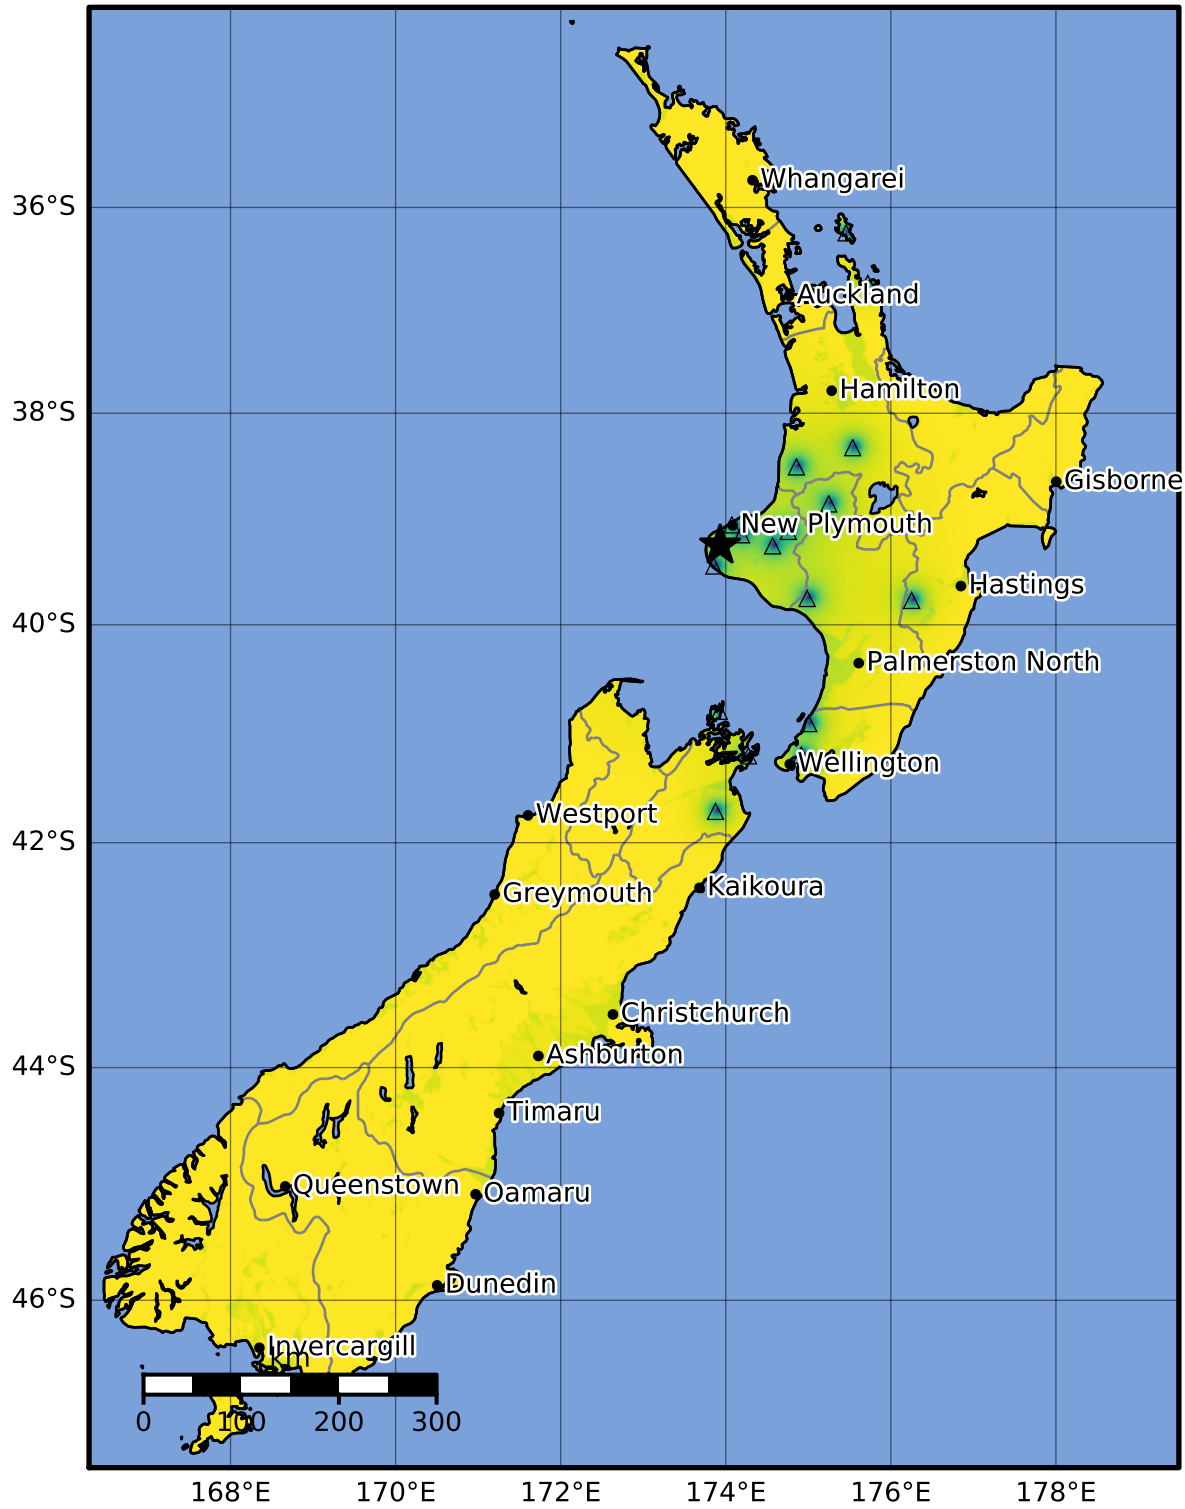 Whangarei
36°S
Auckland
Hamilton
38°S
Gisborne
New Plymouth
Hastings
40°S
Palmerston North
Wellington
Westport
42°S
Kaikoura
Greymouth
Christchurch
Ashburton
44°S
Timaru
Queenstown
Oamaru
Dunedin
46°S
Invercargill
km
0 100 200 300
168°E 170°E 172°E 174°E 176°E 178°E